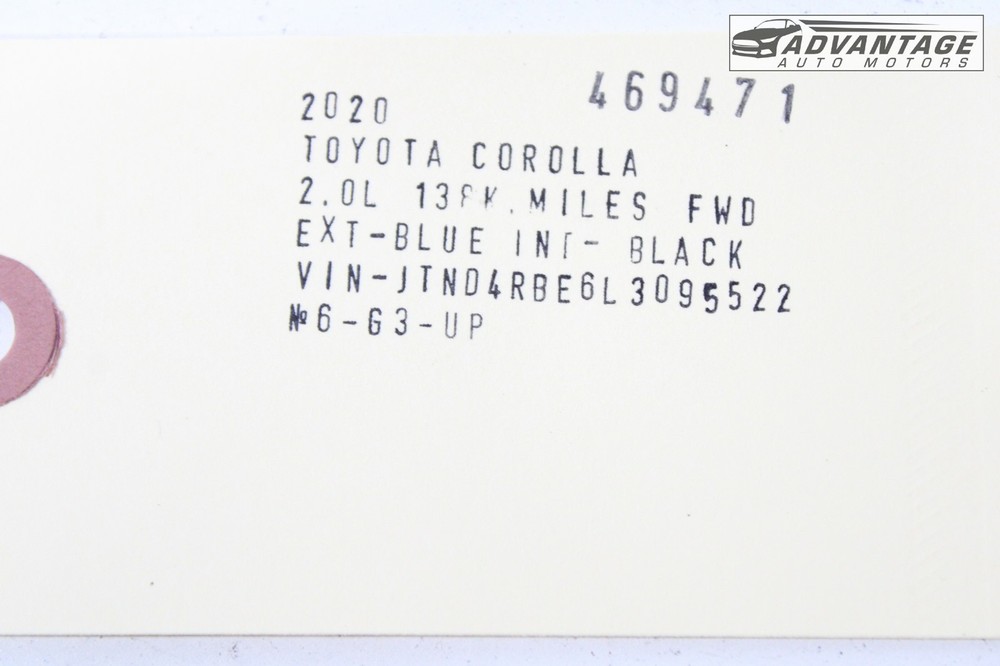 ADVANTAGE
AUTO MOTORS
469471
2020
TOYOTA COROLLA
2.0L 138K.MILES FWD
EXT-BLUE INT- BLACK
VIN-JTND4RBE6L3095522
№6-G3-UP